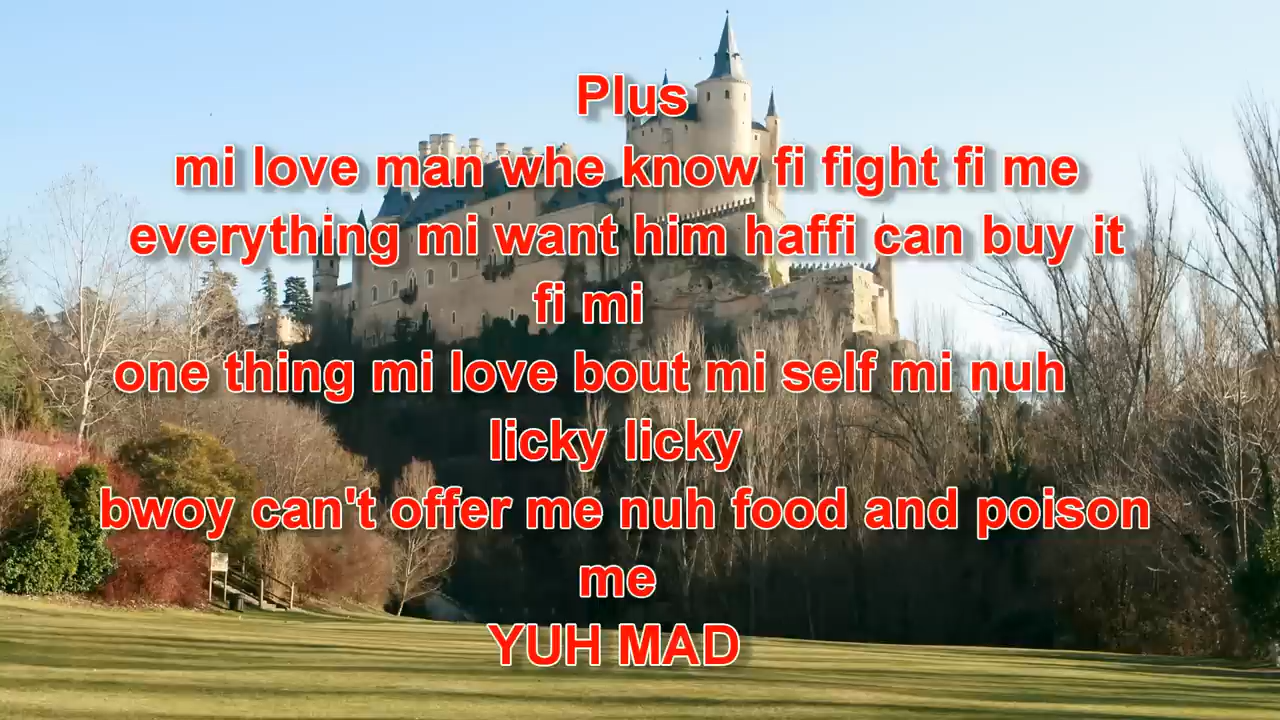 Plus
mi love man whe know fi fight fi me
everything mi want him haffi can buy it
fi mi
one thing mi love bout mi self mi nuh
licky licky
bwoy can't offer me nuh food and poison
me
YUH MAD